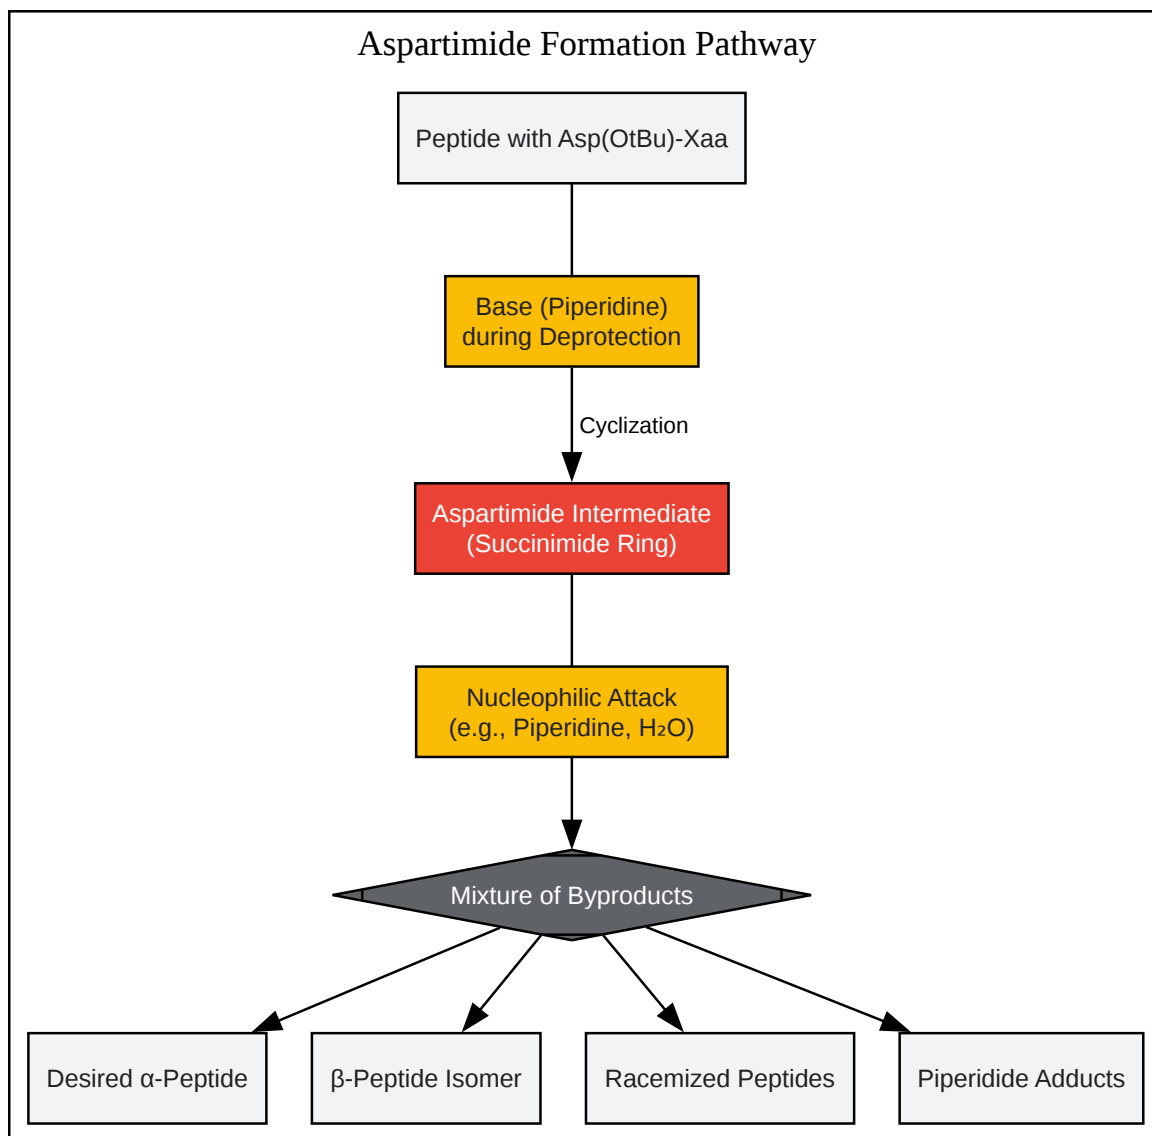 Aspartimide Formation Pathway
Peptide with Asp(OtBu)-Xaa
Base (Piperidine)
during Deprotection
Cyclization
Aspartimide Intermediate
(Succinimide Ring)
Nucleophilic Attack
(e.g., Piperidine, H₂O)
Mixture of Byproducts
Desired α-Peptide
β-Peptide Isomer
Racemized Peptides
Piperidide Adducts